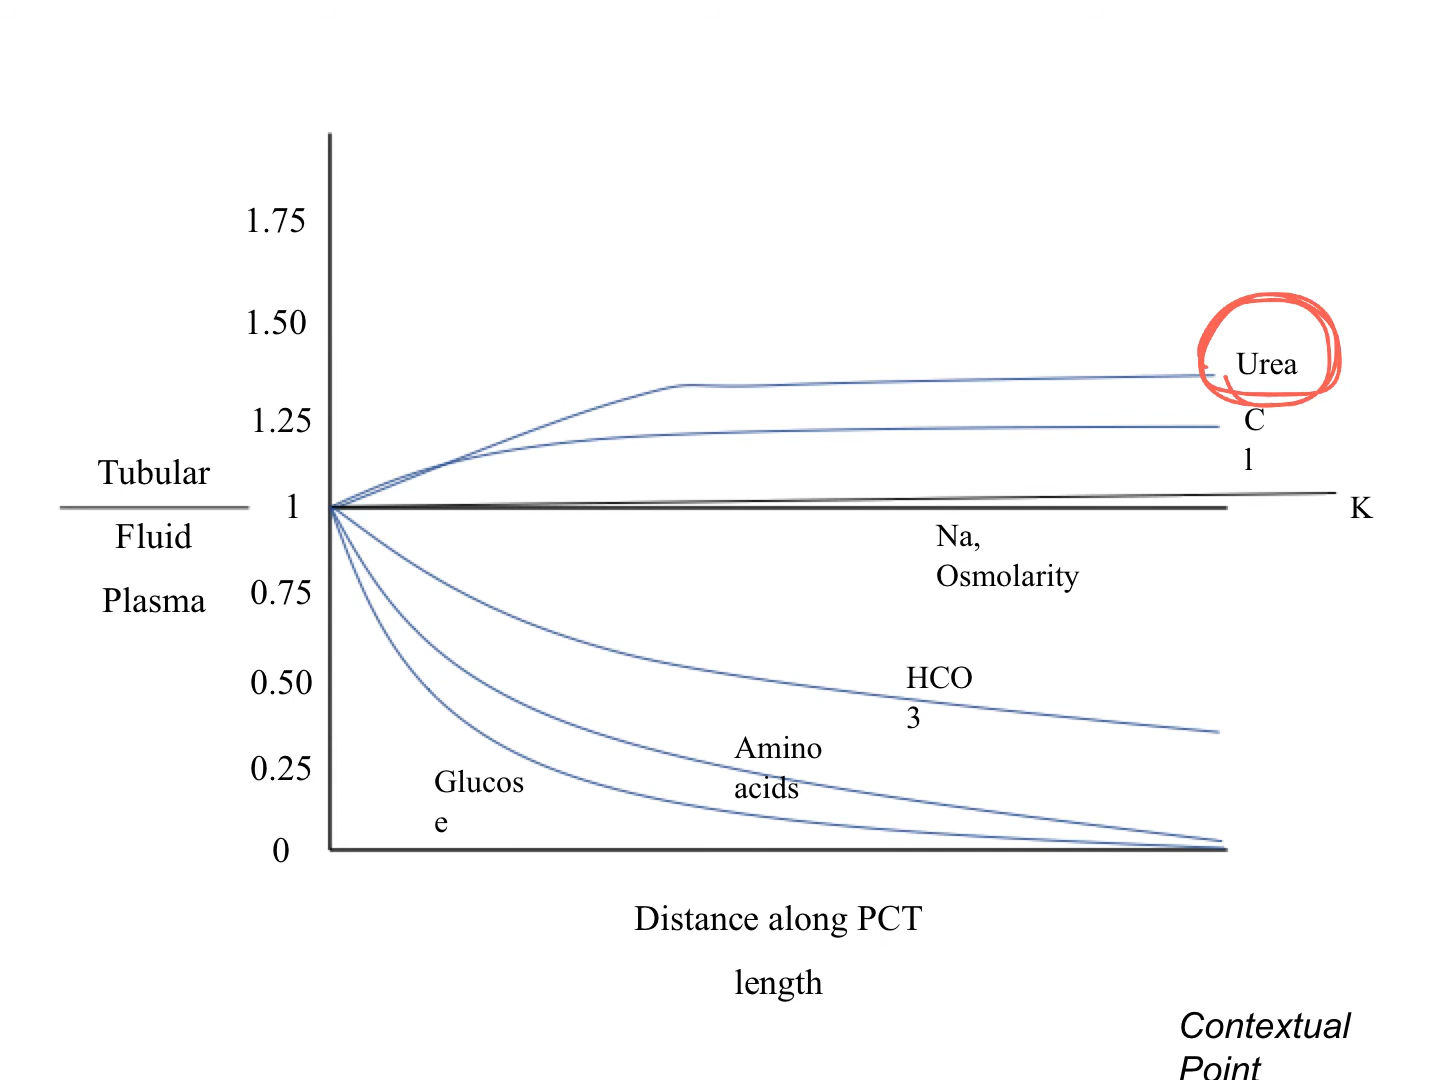 1.75
1.50
1.25
1
0.75
0.50
0.25
0
Tubular
Fluid
Plasma
Urea
C
l
K
Na,
Osmolarity
HCO
3
Amino
acids
Glucos
e
Distance along PCT
length
Contextual
Point